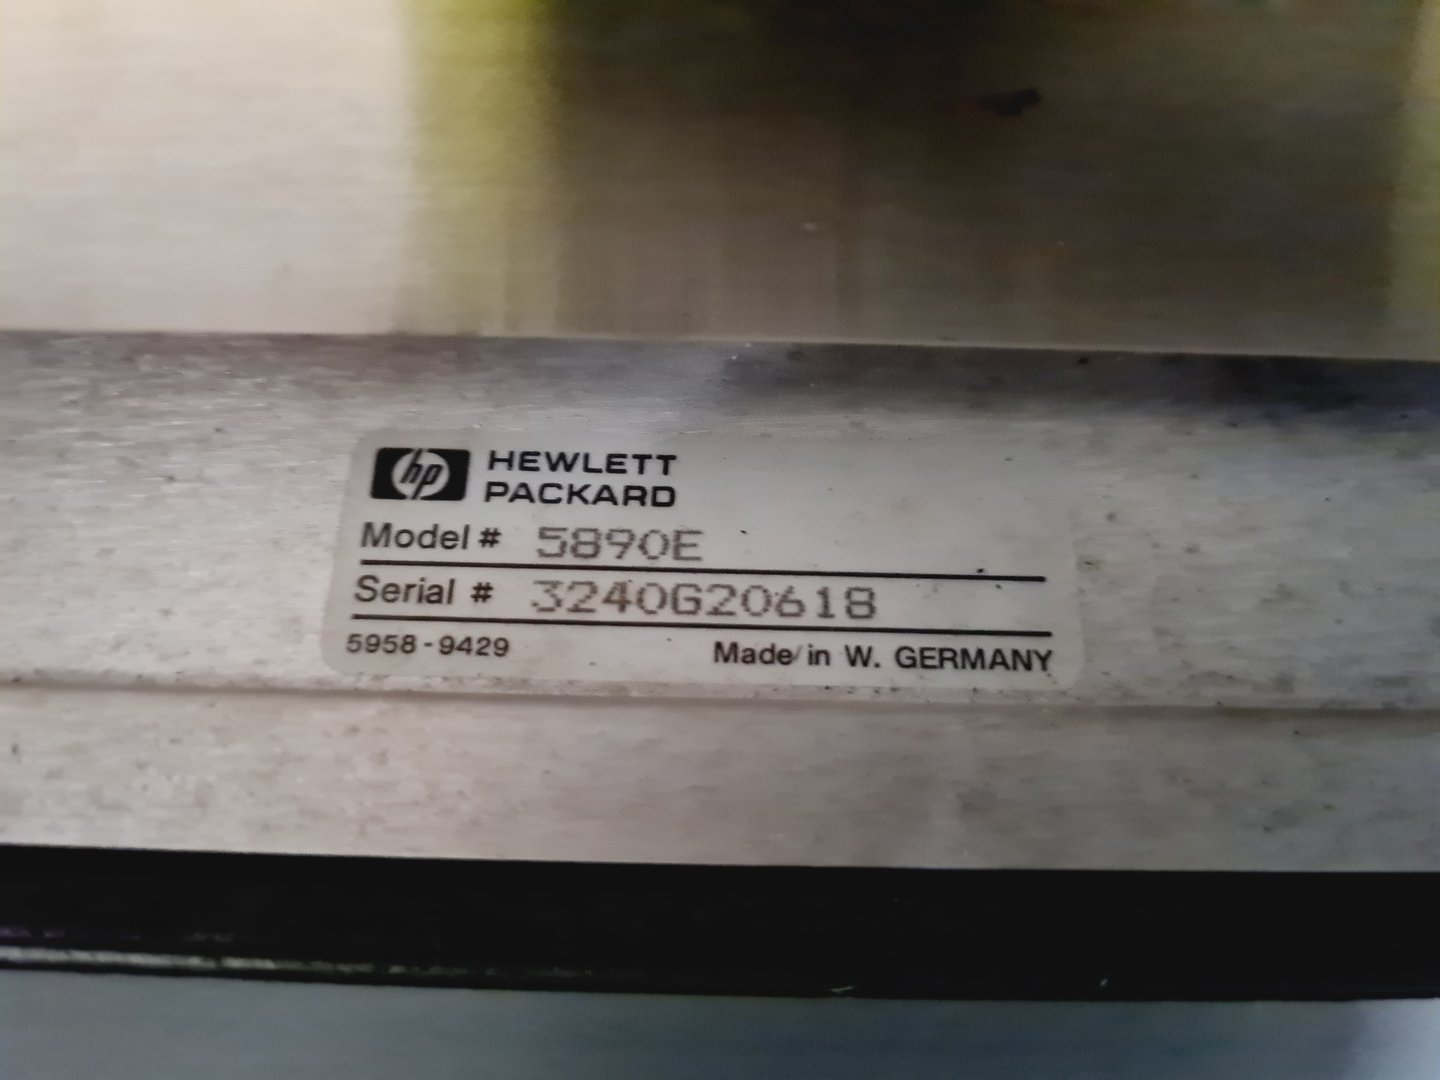 hp HEWLETT
PACKARD
Model # 5890E
Serial # 3240G20618
5958-9429 Made in W. GERMANY